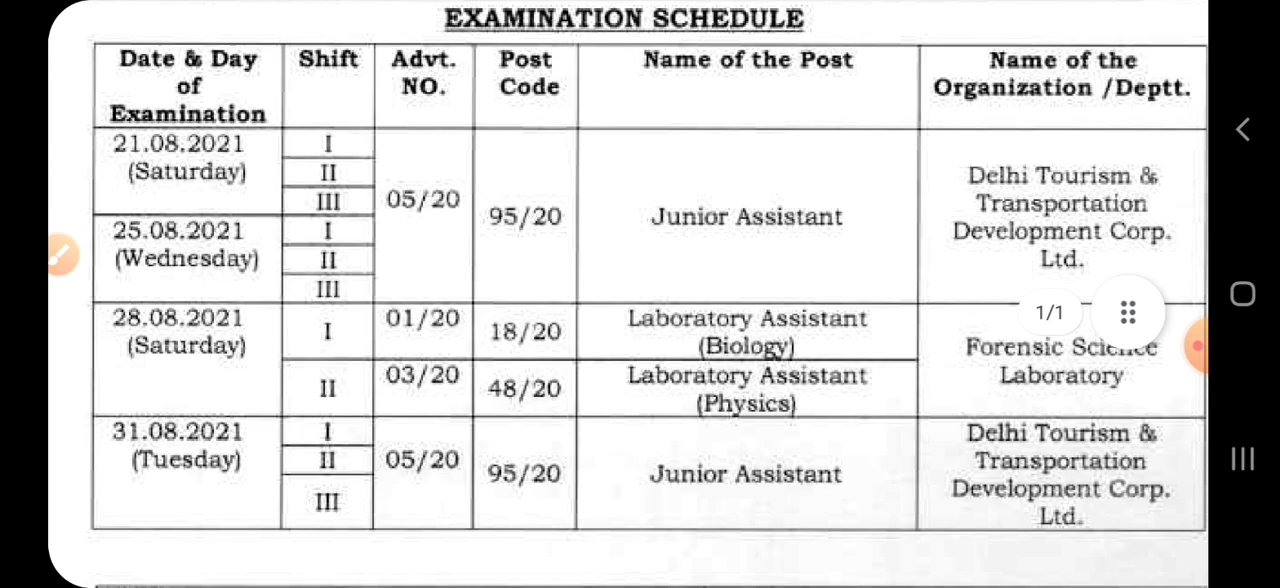 EXAMINATION SCHEDULE
Date & Day of Examination Shift Advt. NO. Post Code Name of the Post Name of the Organization /Deptt.
21.08.2021 (Saturday) I
II
III
05/20 95/20 Junior Assistant Delhi Tourism & Transportation Development Corp. Ltd.
25.08.2021 (Wednesday) I
II
III
28.08.2021 (Saturday) I 01/20 18/20 Laboratory Assistant (Biology) Forensic Science Laboratory
II 03/20 48/20 Laboratory Assistant (Physics)
31.08.2021 (Tuesday) I
II
III
05/20 95/20 Junior Assistant Delhi Tourism & Transportation Development Corp. Ltd.
1/1